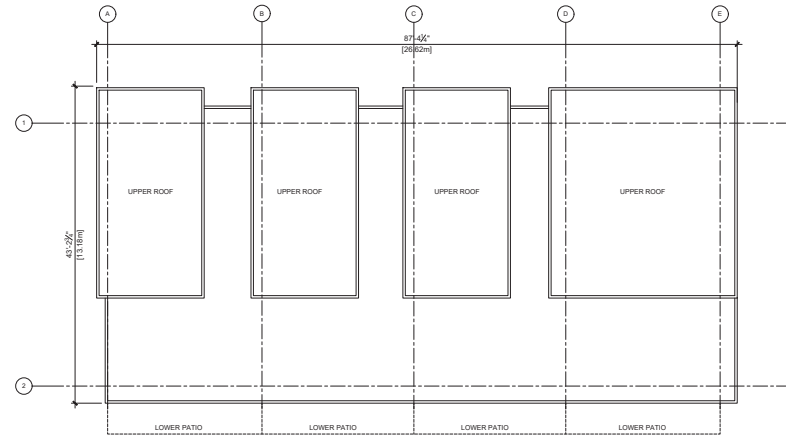 A B C D E
87'-4¼"
[26.62m]
1
UPPER ROOF UPPER ROOF UPPER ROOF UPPER ROOF
43'-2¾"
[13.18m]
2
LOWER PATIO LOWER PATIO LOWER PATIO LOWER PATIO